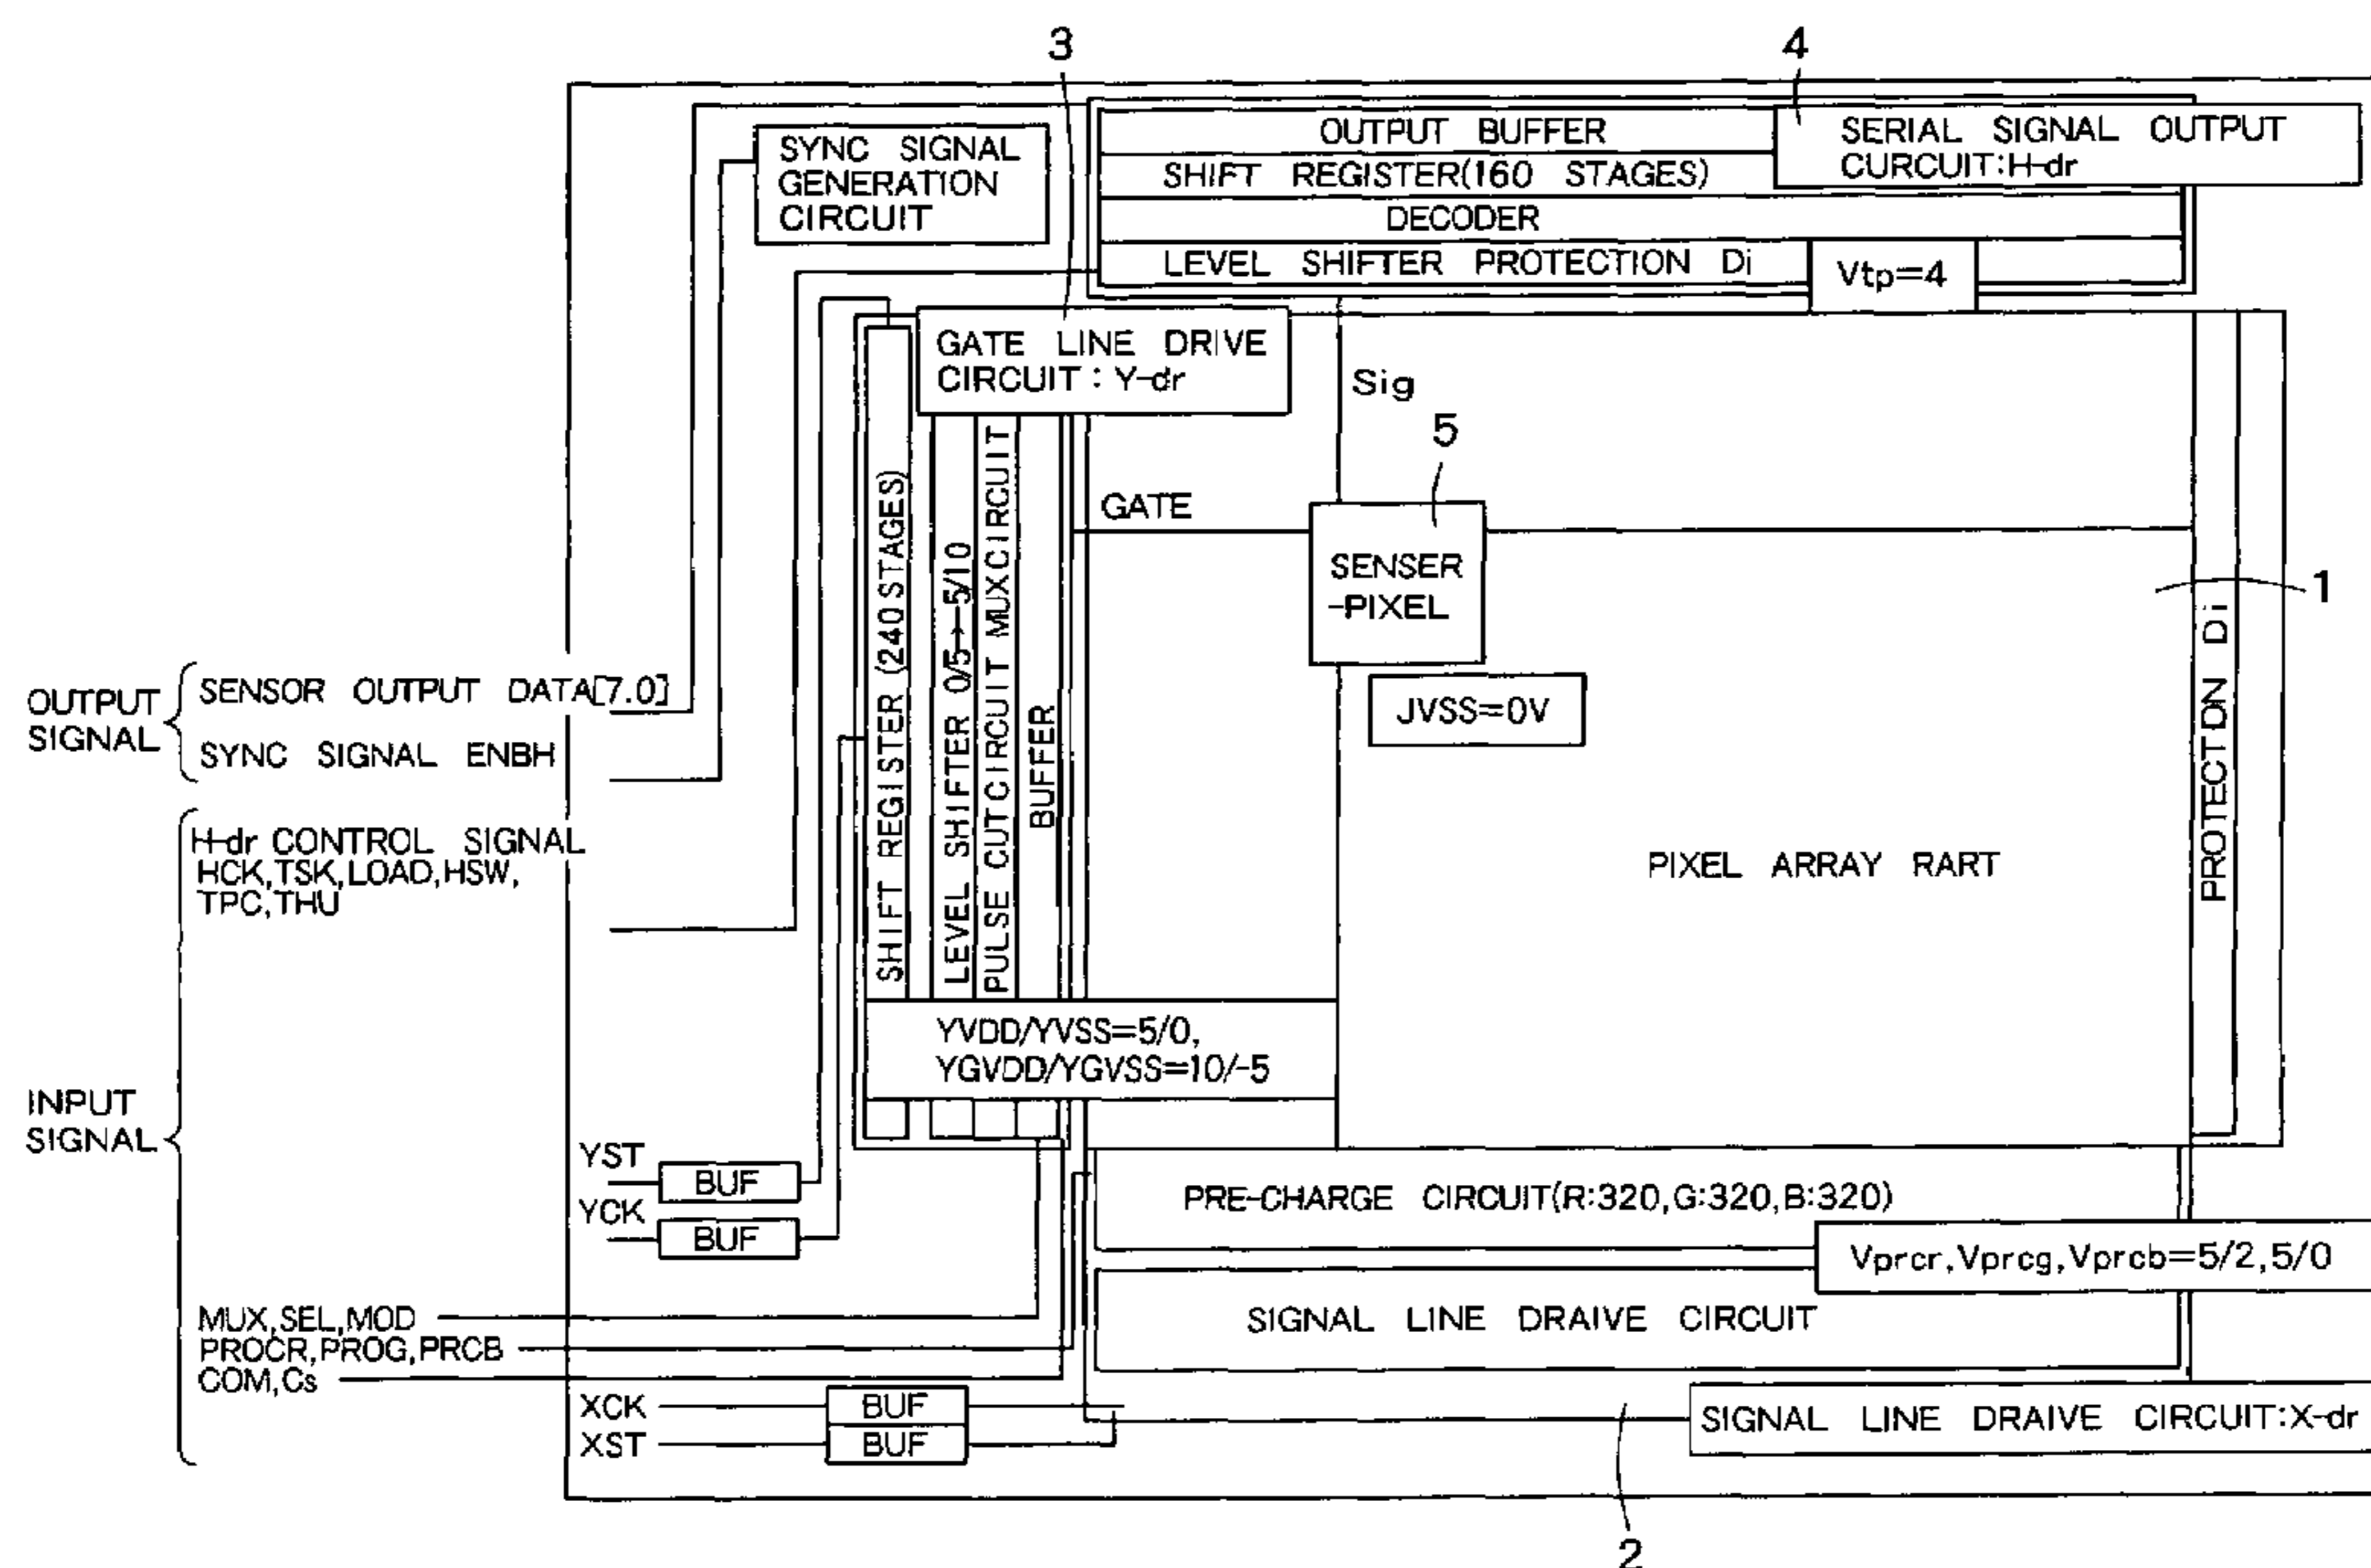 3
4
OUTPUT BUFFER
SERIAL SIGNAL OUTPUT
CURCUIT:H-dr
SYNC SIGNAL
GENERATION
CIRCUIT
SHIFT REGISTER(160 STAGES)
DECODER
LEVEL SHIFTER PROTECTION Di
Vtp=4
GATE LINE DRIVE
CIRCUIT : Y-dr
Sig
5
GATE
SENSER
-PIXEL
1
JVSS=0V
OUTPUT
SIGNAL
SENSOR OUTPUT DATA[7.0]
SYNC SIGNAL ENBH
SHIFT REGISTER (240STAGES)
LEVEL SHIFTER 0/5→-5/10
PULSE CUTCIRCUIT MUXCIRCUIT
BUFFER
PIXEL ARRAY RART
PROTECTION Di
H-dr CONTROL SIGNAL
HCK,TSK,LOAD,HSW,
TPC,THU
YVDD/YVSS=5/0,
YGVDD/YGVSS=10/-5
INPUT
SIGNAL
YST
BUF
YCK
BUF
PRE-CHARGE CIRCUIT(R:320,G:320,B:320)
Vprcr,Vprcg,Vprcb=5/2,5/0
MUX,SEL,MOD
PROCR,PROG,PRCB
COM,Cs
SIGNAL LINE DRAIVE CIRCUIT
XCK
BUF
XST
BUF
SIGNAL LINE DRAIVE CIRCUIT:X-dr
2